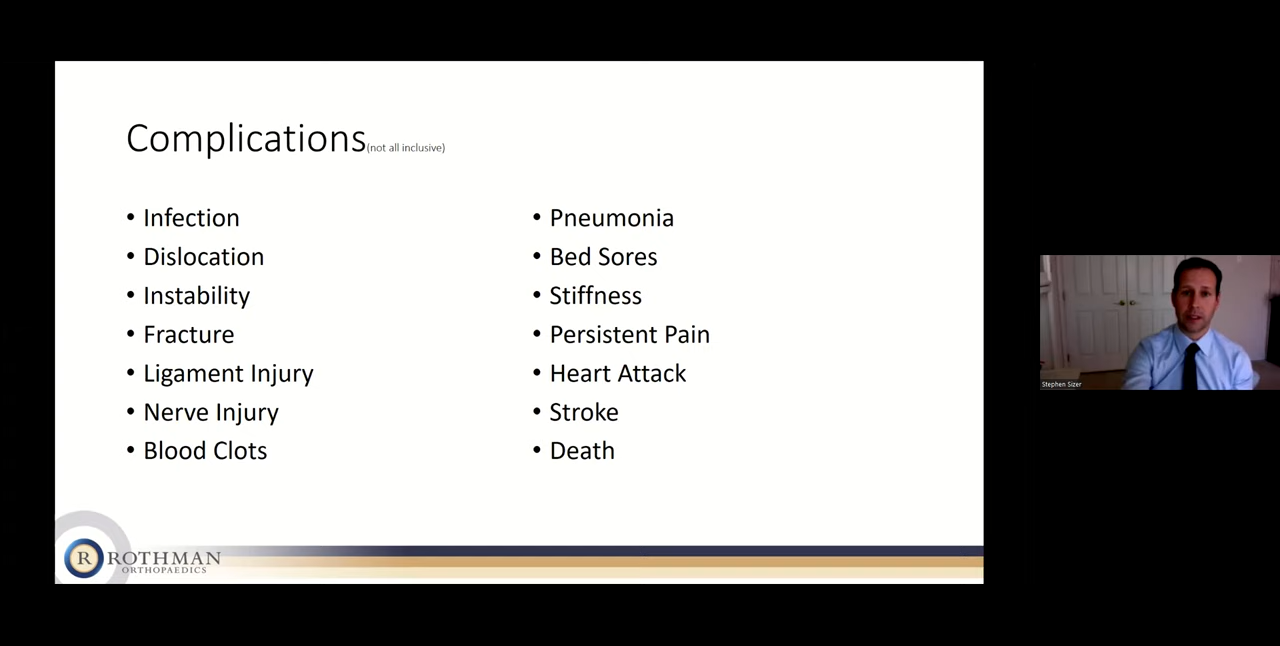 Complications(not all inclusive)
• Infection
• Dislocation
• Instability
• Fracture
• Ligament Injury
• Nerve Injury
• Blood Clots
• Pneumonia
• Bed Sores
• Stiffness
• Persistent Pain
• Heart Attack
• Stroke
• Death
R ROTHMAN
ORTHOPAEDICS
Stephen Sizer